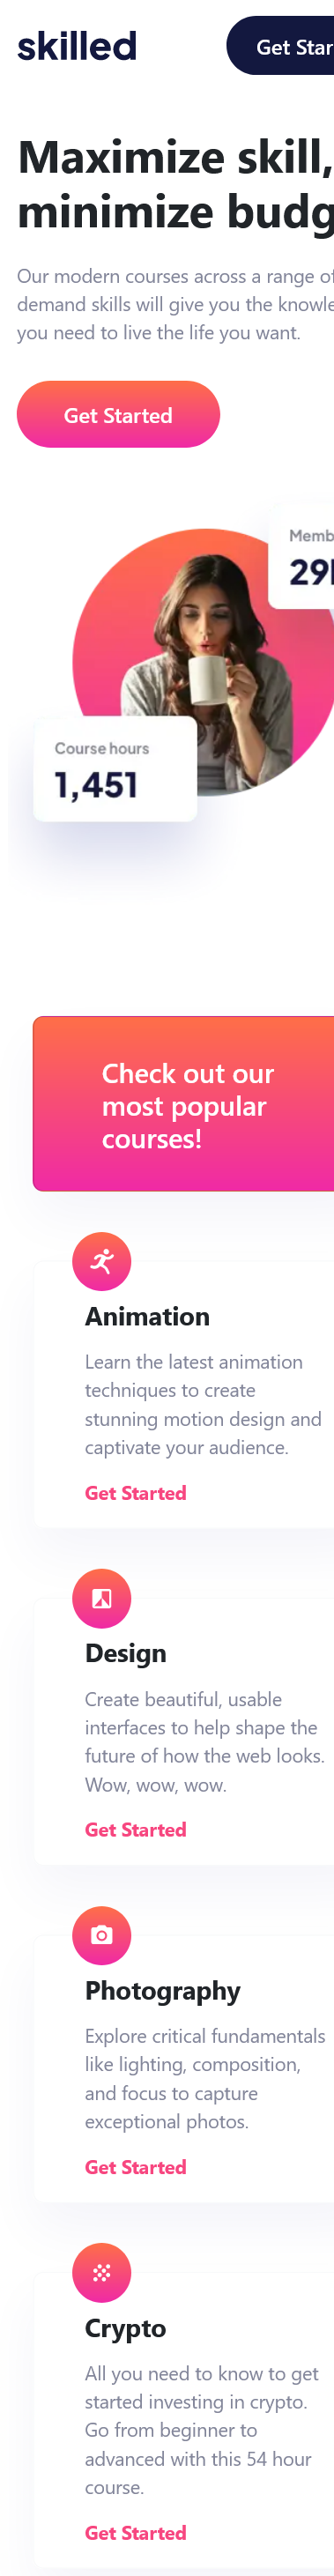 skilled
Get Star
Maximize skill,
minimize budg
Our modern courses across a range of
demand skills will give you the knowle
you need to live the life you want.
Get Started
Memb
29
Course hours
1,451
Check out our
most popular
courses!
Animation
Learn the latest animation
techniques to create
stunning motion design and
captivate your audience.
Get Started
Design
Create beautiful, usable
interfaces to help shape the
future of how the web looks.
Wow, wow, wow.
Get Started
Photography
Explore critical fundamentals
like lighting, composition,
and focus to capture
exceptional photos.
Get Started
Crypto
All you need to know to get
started investing in crypto.
Go from beginner to
advanced with this 54 hour
course.
Get Started